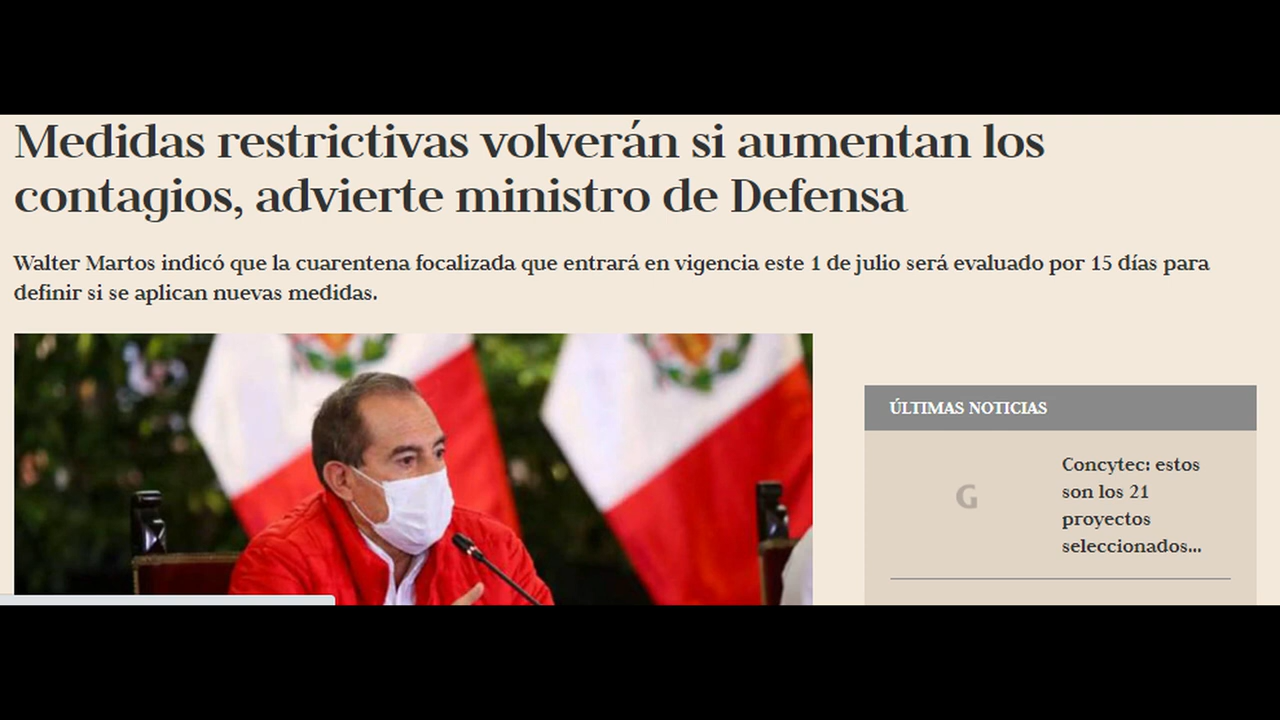 Medidas restrictivas volverán si aumentan los
contagios, advierte ministro de Defensa
Walter Martos indicó que la cuarentena focalizada que entrará en vigencia este 1 de julio será evaluado por 15 días para
definir si se aplican nuevas medidas.
ÚLTIMAS NOTICIAS
G
Concytec: estos
son los 21
proyectos
seleccionados...